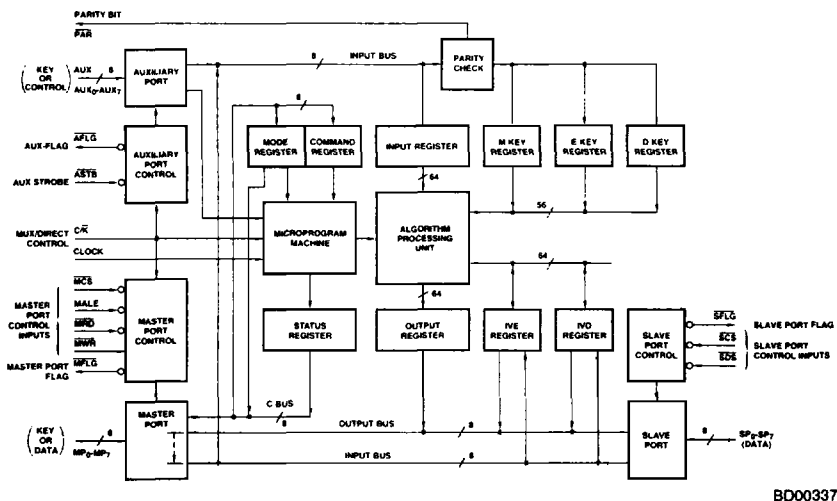 PARITY BIT
PAR
8
INPUT BUS
PARITY
CHECK
(KEY
OR
CONTROL)
AUX
8
AUX0-AUX7
AUXILIARY
PORT
8
AUX-FLAG
AFLG
AUX STROBE
ASTB
AUXILIARY
PORT
CONTROL
MODE
REGISTER
COMMAND
REGISTER
INPUT REGISTER
M KEY
REGISTER
E KEY
REGISTER
D KEY
REGISTER
64
56
MUX/DIRECT
CONTROL
C/K
CLOCK
MICROPROGRAM
MACHINE
ALGORITHM
PROCESSING
UNIT
64
64
MASTER
PORT
CONTROL
INPUTS
MCS
MALE
MRD
MWR
MASTER PORT
FLAG
MFLG
MASTER
PORT
CONTROL
STATUS
REGISTER
OUTPUT
REGISTER
IVE
REGISTER
IVD
REGISTER
SLAVE
PORT
CONTROL
SFLG
SLAVE PORT FLAG
SCS
SDS
SLAVE PORT
CONTROL INPUTS
C BUS
8
(KEY
OR
DATA)
8
MP0-MP7
MASTER
PORT
OUTPUT BUS
8
INPUT BUS
8
SLAVE
PORT
8
SP0-SP7
(DATA)
BD00337